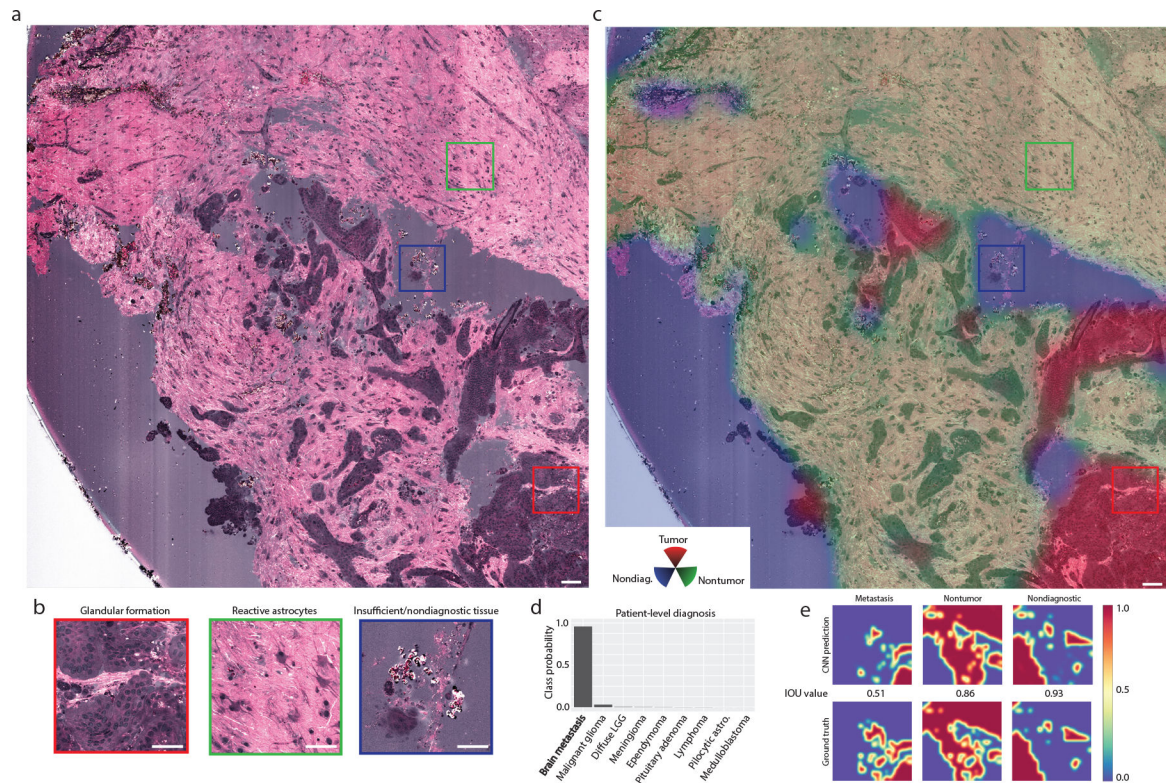 a
c
Tumor
Nondiag.
Nontumor
b
Glandular formation
Reactive astrocytes
Insufficient/nondiagnostic tissue
d
Patient-level diagnosis
Class probability
1.0
0.5
0.0
Brain metastasis
Malignant glioma
Diffuse LGG
Meningioma
Ependymoma
Pituitary adenoma
Lymphoma
Pilocytic astro.
Medulloblastoma
e
Metastasis
Nontumor
Nondiagnostic
CNN prediction
IOU value
0.51
0.86
0.93
Ground truth
1.0
0.5
0.0